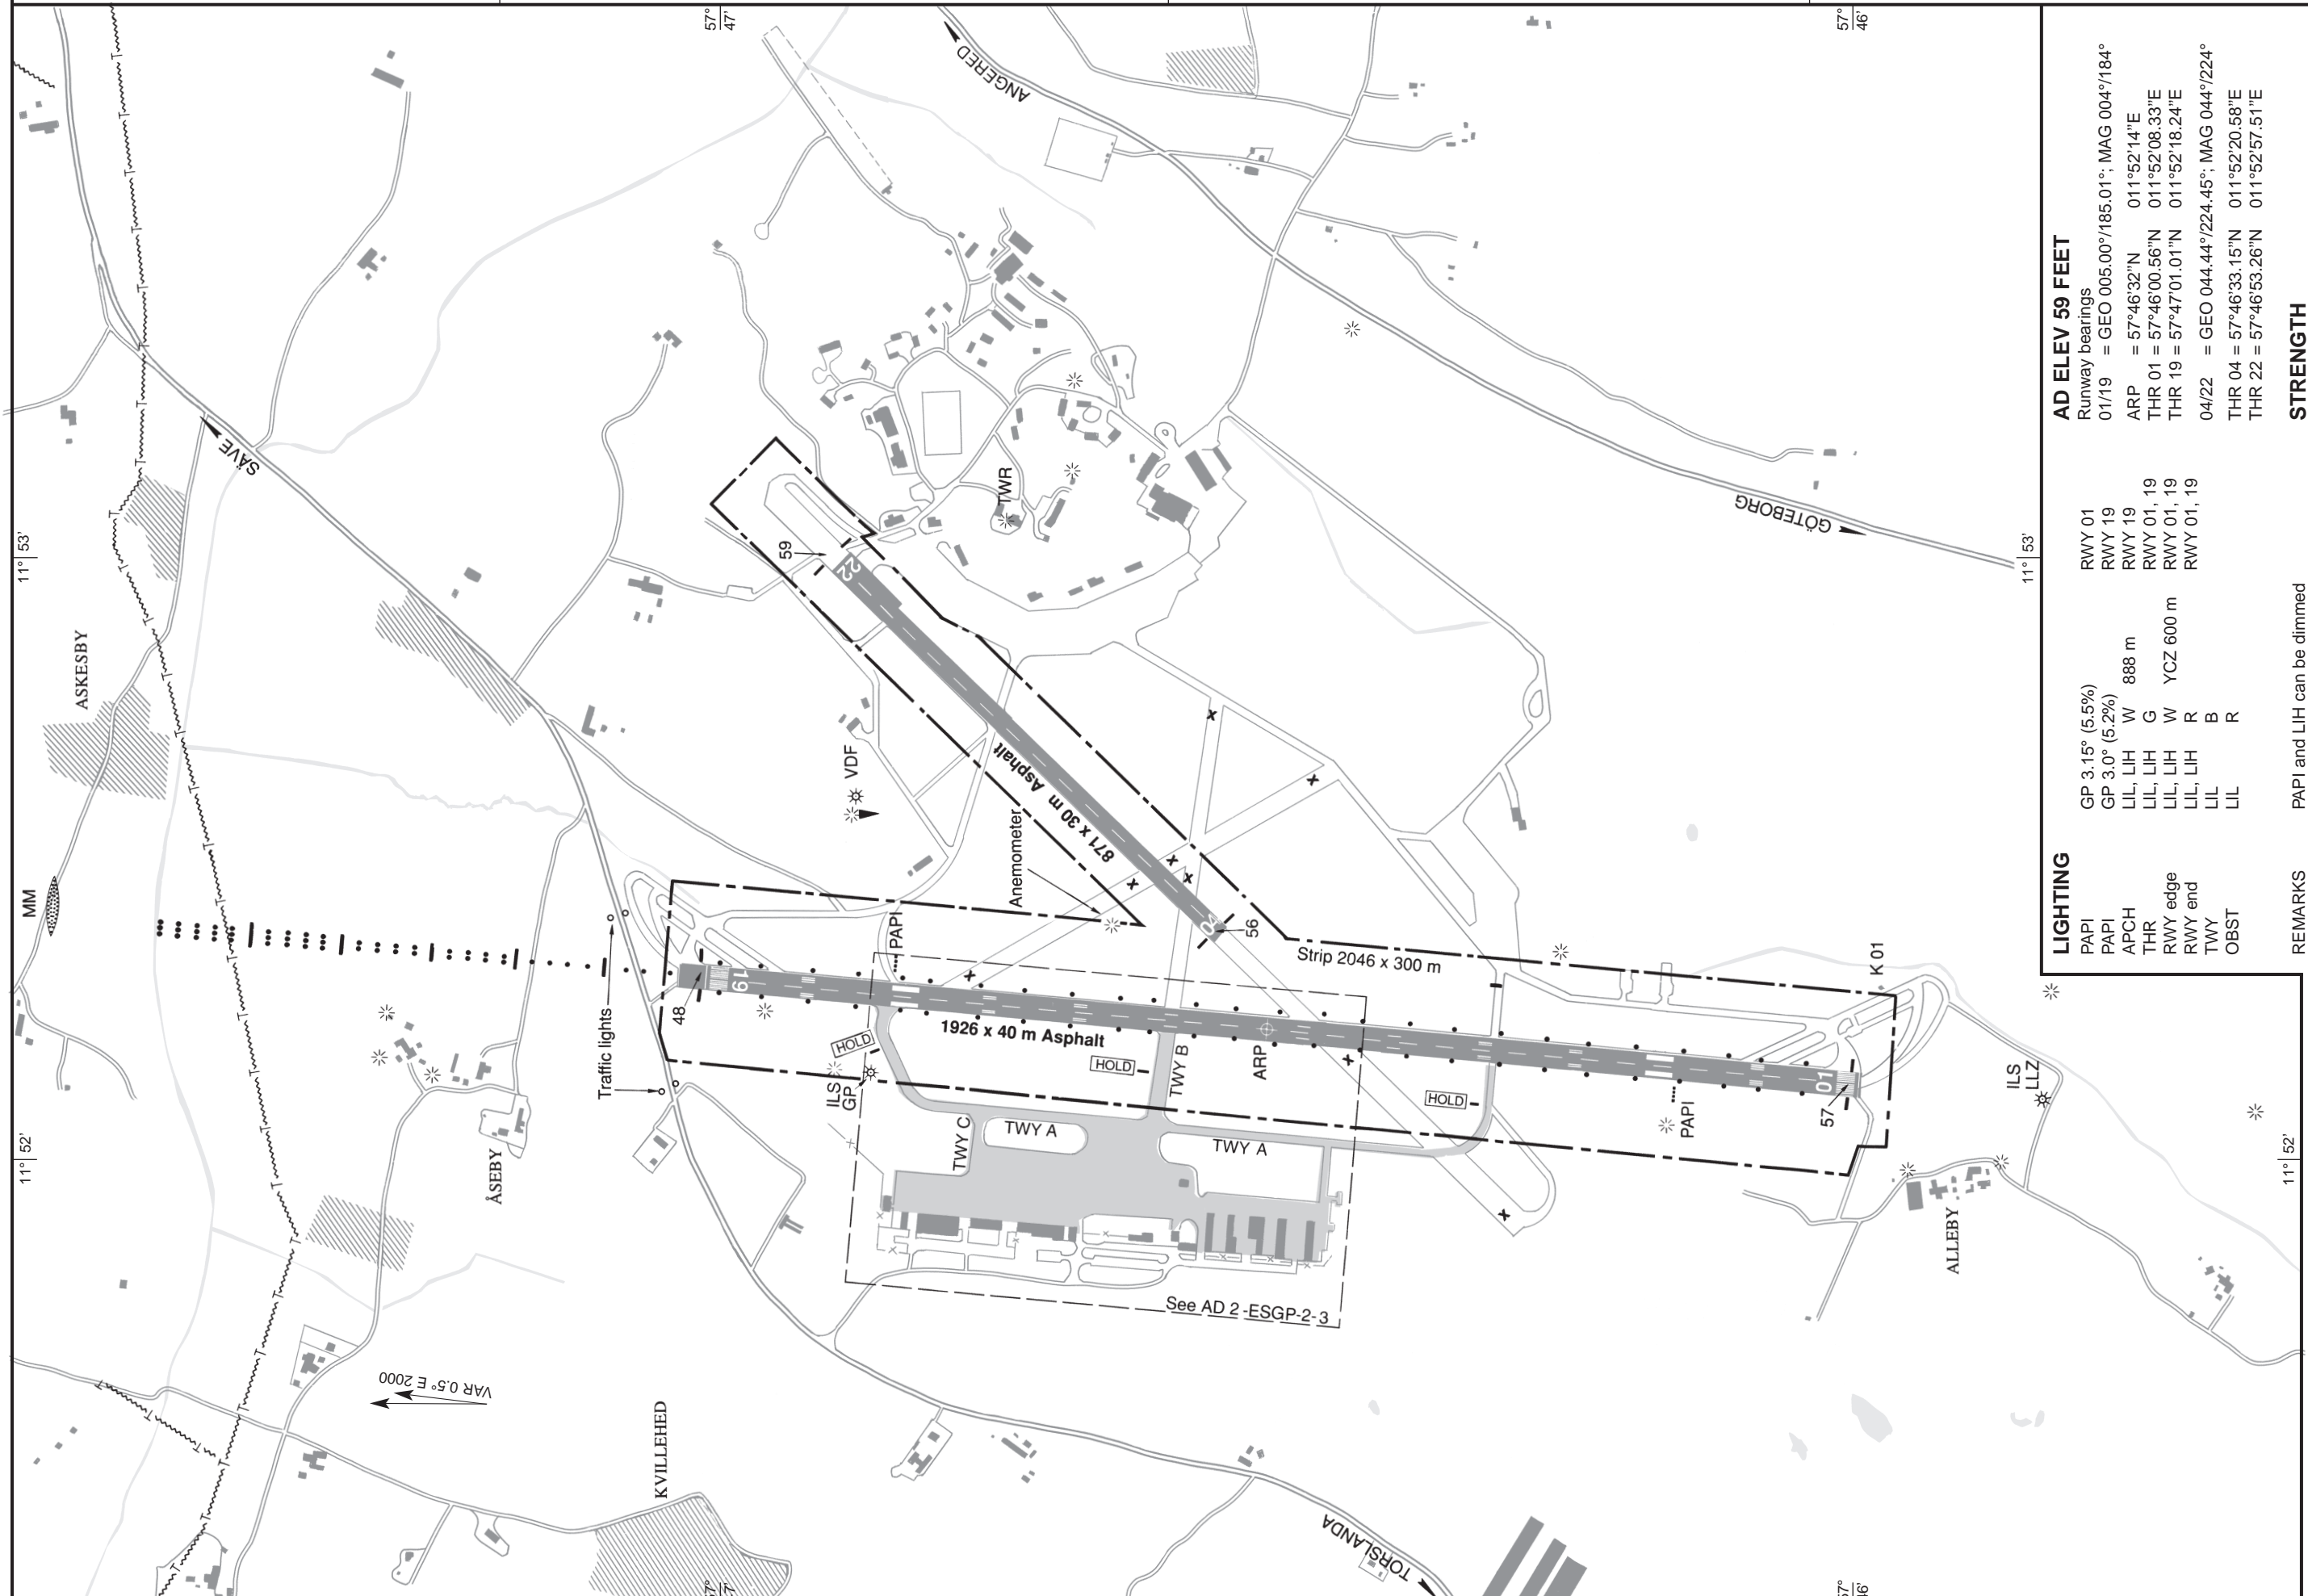 57°
47'
57°
46'
ANGERED
SÄVE
11° 53'
ASKESBY
MM
59
22
TWR
VDF
871 x 30 m Asphalt
Anemometer
04
56
GÖTEBORG
11° 53'
Strip 2046 x 300 m
K 01
Traffic lights
48
19
PAPI
1926 x 40 m Asphalt
HOLD
HOLD
HOLD
TWY B
ARP
ILS
GP
TWY C
TWY A
TWY A
PAPI
01
57
ILS
LLZ
11° 52'
11° 52'
ÅSEBY
ALLEBY
See AD 2 -ESGP-2-3
VAR 0.5° E 2000
KVILLEHED
TORSLANDA
57°
46'
LIGHTING
PAPI GP 3.15° (5.5%) RWY 01
PAPI GP 3.0° (5.2%) RWY 19
APCH LIL, LIH W 888 m RWY 19
THR LIL, LIH G RWY 01, 19
RWY edge LIL, LIH W YCZ 600 m RWY 01, 19
RWY end LIL, LIH R RWY 01, 19
TWY LIL B
OBST LIL R
REMARKS PAPI and LIH can be dimmed
AD ELEV 59 FEET
Runway bearings
01/19 = GEO 005.00°/185.01°; MAG 004°/184°
ARP = 57°46'32"N 011°52'14"E
THR 01 = 57°46'00.56"N 011°52'08.33"E
THR 19 = 57°47'01.01"N 011°52'18.24"E
04/22 = GEO 044.44°/224.45°; MAG 044°/224°
THR 04 = 57°46'33.15"N 011°52'20.58"E
THR 22 = 57°46'53.26"N 011°52'57.51"E
STRENGTH